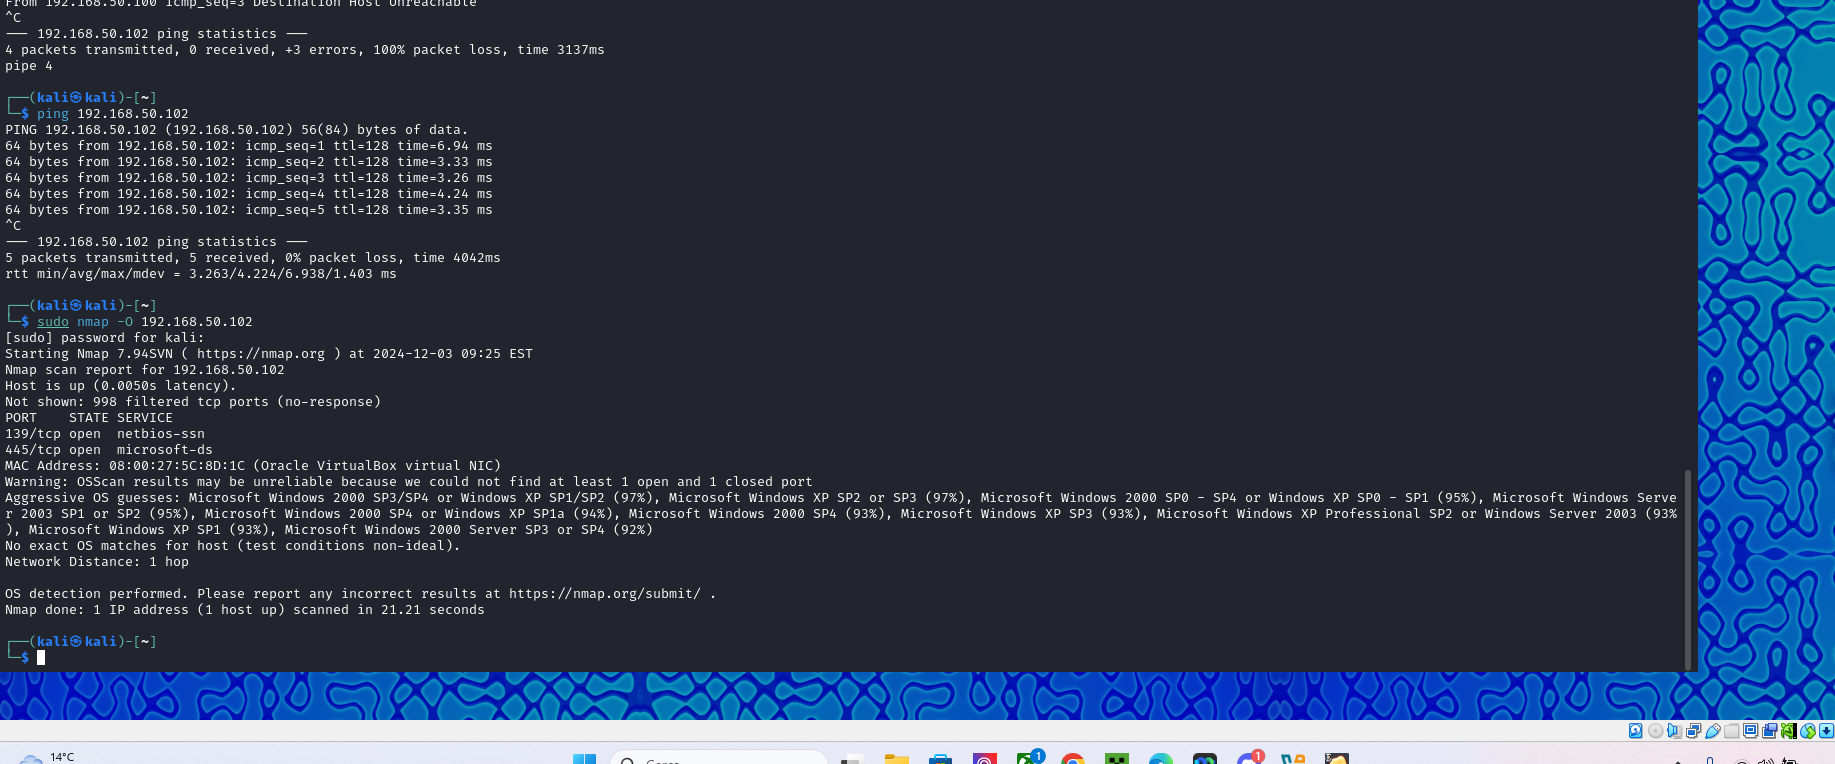 From 192.168.50.100 icmp_seq=3 Destination Host Unreachable
^C
--- 192.168.50.102 ping statistics ---
4 packets transmitted, 0 received, +3 errors, 100% packet loss, time 3137ms
pipe 4
┌──(kali㉿kali)-[~]
└─$ ping 192.168.50.102
PING 192.168.50.102 (192.168.50.102) 56(84) bytes of data.
64 bytes from 192.168.50.102: icmp_seq=1 ttl=128 time=6.94 ms
64 bytes from 192.168.50.102: icmp_seq=2 ttl=128 time=3.33 ms
64 bytes from 192.168.50.102: icmp_seq=3 ttl=128 time=3.26 ms
64 bytes from 192.168.50.102: icmp_seq=4 ttl=128 time=4.24 ms
64 bytes from 192.168.50.102: icmp_seq=5 ttl=128 time=3.35 ms
^C
--- 192.168.50.102 ping statistics ---
5 packets transmitted, 5 received, 0% packet loss, time 4042ms
rtt min/avg/max/mdev = 3.263/4.224/6.938/1.403 ms
┌──(kali㉿kali)-[~]
└─$ sudo nmap -O 192.168.50.102
[sudo] password for kali:
Starting Nmap 7.94SVN ( https://nmap.org ) at 2024-12-03 09:25 EST
Nmap scan report for 192.168.50.102
Host is up (0.0050s latency).
Not shown: 998 filtered tcp ports (no-response)
PORT    STATE SERVICE
139/tcp open  netbios-ssn
445/tcp open  microsoft-ds
MAC Address: 08:00:27:5C:8D:1C (Oracle VirtualBox virtual NIC)
Warning: OSScan results may be unreliable because we could not find at least 1 open and 1 closed port
Aggressive OS guesses: Microsoft Windows 2000 SP3/SP4 or Windows XP SP1/SP2 (97%), Microsoft Windows XP SP2 or SP3 (97%), Microsoft Windows 2000 SP0 - SP4 or Windows XP SP0 - SP1 (95%), Microsoft Windows Serve
r 2003 SP1 or SP2 (95%), Microsoft Windows 2000 SP4 or Windows XP SP1a (94%), Microsoft Windows 2000 SP4 (93%), Microsoft Windows XP SP3 (93%), Microsoft Windows XP Professional SP2 or Windows Server 2003 (93%
), Microsoft Windows XP SP1 (93%), Microsoft Windows 2000 Server SP3 or SP4 (92%)
No exact OS matches for host (test conditions non-ideal).
Network Distance: 1 hop
OS detection performed. Please report any incorrect results at https://nmap.org/submit/ .
Nmap done: 1 IP address (1 host up) scanned in 21.21 seconds
┌──(kali㉿kali)-[~]
└─$
14°C
Cerca
1
1